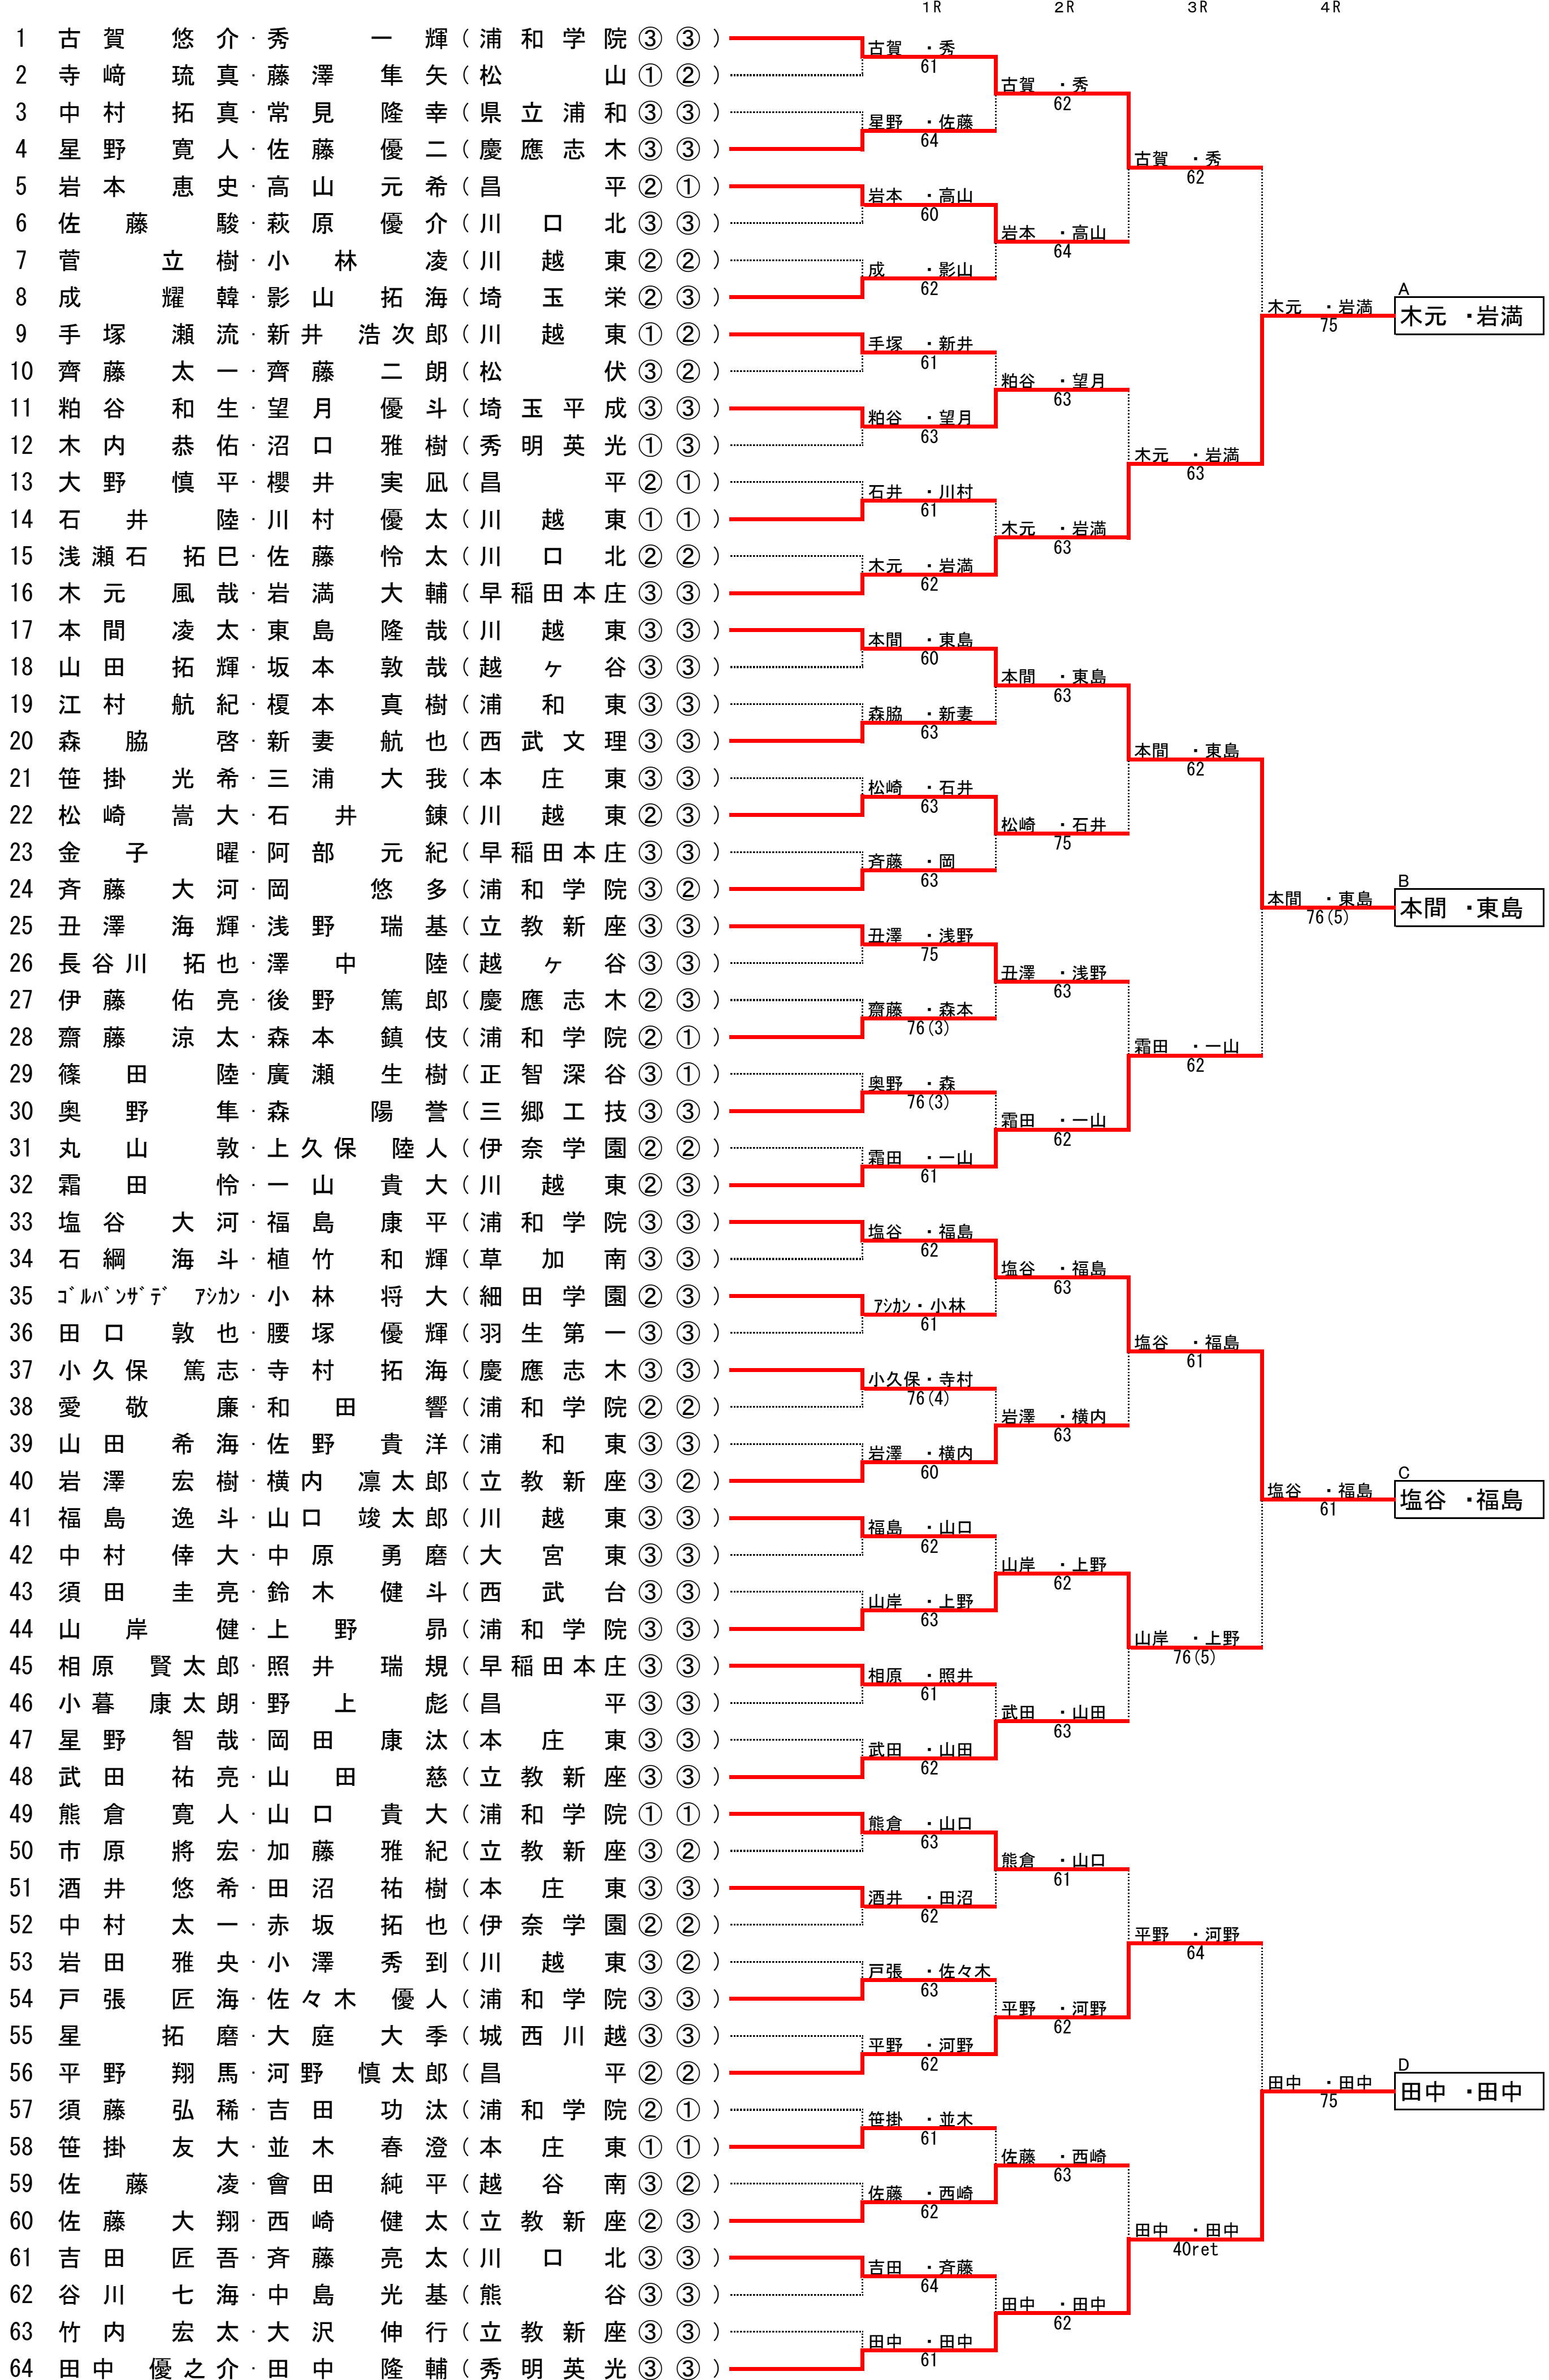 1R 2R 3R 4R
1 古賀 悠介・秀 一輝(浦和学院③③)
古賀・秀
61
2 寺﨑 琉真・藤澤 隼矢(松山①②)
古賀・秀
62
3 中村 拓真・常見 隆幸(県立浦和③③)
星野・佐藤
64
4 星野 寛人・佐藤 優二(慶應志木③③)
古賀・秀
62
5 岩本 恵史・高山 元希(昌平②①)
岩本・高山
60
6 佐藤 駿・萩原 優介(川口北③③)
岩本・高山
64
7 菅 立樹・小林 凌(川越東②②)
成・影山
62
8 成 耀韓・影山 拓海(埼玉栄②③)
木元・岩満
75
A
木元・岩満
9 手塚 瀬流・新井 浩次郎(川越東①②)
手塚・新井
61
10 齊藤 太一・齊藤 二朗(松伏③②)
粕谷・望月
63
11 粕谷 和生・望月 優斗(埼玉平成③③)
粕谷・望月
63
12 木内 恭佑・沼口 雅樹(秀明英光①③)
木元・岩満
63
13 大野 慎平・櫻井 実凪(昌平②①)
石井・川村
61
14 石井 陸・川村 優太(川越東①①)
木元・岩満
63
15 浅瀬石 拓巳・佐藤 怜太(川口北②②)
木元・岩満
62
16 木元 風哉・岩満 大輔(早稲田本庄③③)
17 本間 凌太・東島 隆哉(川越東③③)
本間・東島
60
18 山田 拓輝・坂本 敦哉(越ヶ谷③③)
本間・東島
63
19 江村 航紀・榎本 真樹(浦和東③③)
森脇・新妻
63
20 森脇 啓・新妻 航也(西武文理③③)
本間・東島
62
21 笹掛 光希・三浦 大我(本庄東③③)
松崎・石井
63
22 松崎 嵩大・石井 錬(川越東②③)
松崎・石井
75
23 金子 曜・阿部 元紀(早稲田本庄③③)
斉藤・岡
63
24 斉藤 大河・岡 悠多(浦和学院③②)
本間・東島
76(5)
B
本間・東島
25 丑澤 海輝・浅野 瑞基(立教新座③③)
丑澤・浅野
75
26 長谷川 拓也・澤中 陸(越ヶ谷③③)
丑澤・浅野
63
27 伊藤 佑亮・後野 篤郎(慶應志木②③)
齋藤・森本
76(3)
28 齋藤 涼太・森本 鎮伎(浦和学院②①)
霜田・一山
62
29 篠田 陸・廣瀬 生樹(正智深谷③①)
奥野・森
76(3)
30 奥野 隼・森 陽誉(三郷工技③③)
霜田・一山
62
31 丸山 敦・上久保 陸人(伊奈学園②②)
霜田・一山
61
32 霜田 怜・一山 貴大(川越東②③)
33 塩谷 大河・福島 康平(浦和学院③③)
塩谷・福島
62
34 石綱 海斗・植竹 和輝(草加南③③)
塩谷・福島
63
35 ゴルバンザデ アシカン・小林 将大(細田学園②③)
アシカン・小林
61
36 田口 敦也・腰塚 優輝(羽生第一③③)
塩谷・福島
61
37 小久保 篤志・寺村 拓海(慶應志木③③)
小久保・寺村
76(4)
38 愛敬 廉・和田 響(浦和学院②②)
岩澤・横内
63
39 山田 希海・佐野 貴洋(浦和東③③)
岩澤・横内
60
40 岩澤 宏樹・横内 凛太郎(立教新座③②)
塩谷・福島
61
C
塩谷・福島
41 福島 逸斗・山口 竣太郎(川越東③③)
福島・山口
62
42 中村 倖大・中原 勇磨(大宮東③③)
山岸・上野
62
43 須田 圭亮・鈴木 健斗(西武台③③)
山岸・上野
63
44 山岸 健・上野 昴(浦和学院③③)
山岸・上野
76(5)
45 相原 賢太郎・照井 瑞規(早稲田本庄③③)
相原・照井
61
46 小暮 康太朗・野上 彪(昌平③③)
武田・山田
63
47 星野 智哉・岡田 康汰(本庄東③③)
武田・山田
62
48 武田 祐亮・山田 慈(立教新座③③)
49 熊倉 寛人・山口 貴大(浦和学院①①)
熊倉・山口
63
50 市原 將宏・加藤 雅紀(立教新座③②)
熊倉・山口
61
51 酒井 悠希・田沼 祐樹(本庄東③③)
酒井・田沼
62
52 中村 太一・赤坂 拓也(伊奈学園②②)
平野・河野
64
53 岩田 雅央・小澤 秀到(川越東③②)
戸張・佐々木
63
54 戸張 匠海・佐々木 優人(浦和学院③③)
平野・河野
62
55 星 拓磨・大庭 大季(城西川越③③)
平野・河野
62
56 平野 翔馬・河野 慎太郎(昌平②②)
田中・田中
75
D
田中・田中
57 須藤 弘稀・吉田 功汰(浦和学院②①)
笹掛・並木
61
58 笹掛 友大・並木 春澄(本庄東①①)
佐藤・西崎
63
59 佐藤 凌・會田 純平(越谷南③②)
佐藤・西崎
62
60 佐藤 大翔・西崎 健太(立教新座②③)
田中・田中
40ret
61 吉田 匠吾・斉藤 亮太(川口北③③)
吉田・斉藤
64
62 谷川 七海・中島 光基(熊谷③③)
田中・田中
62
63 竹内 宏太・大沢 伸行(立教新座③③)
田中・田中
61
64 田中 優之介・田中 隆輔(秀明英光③③)